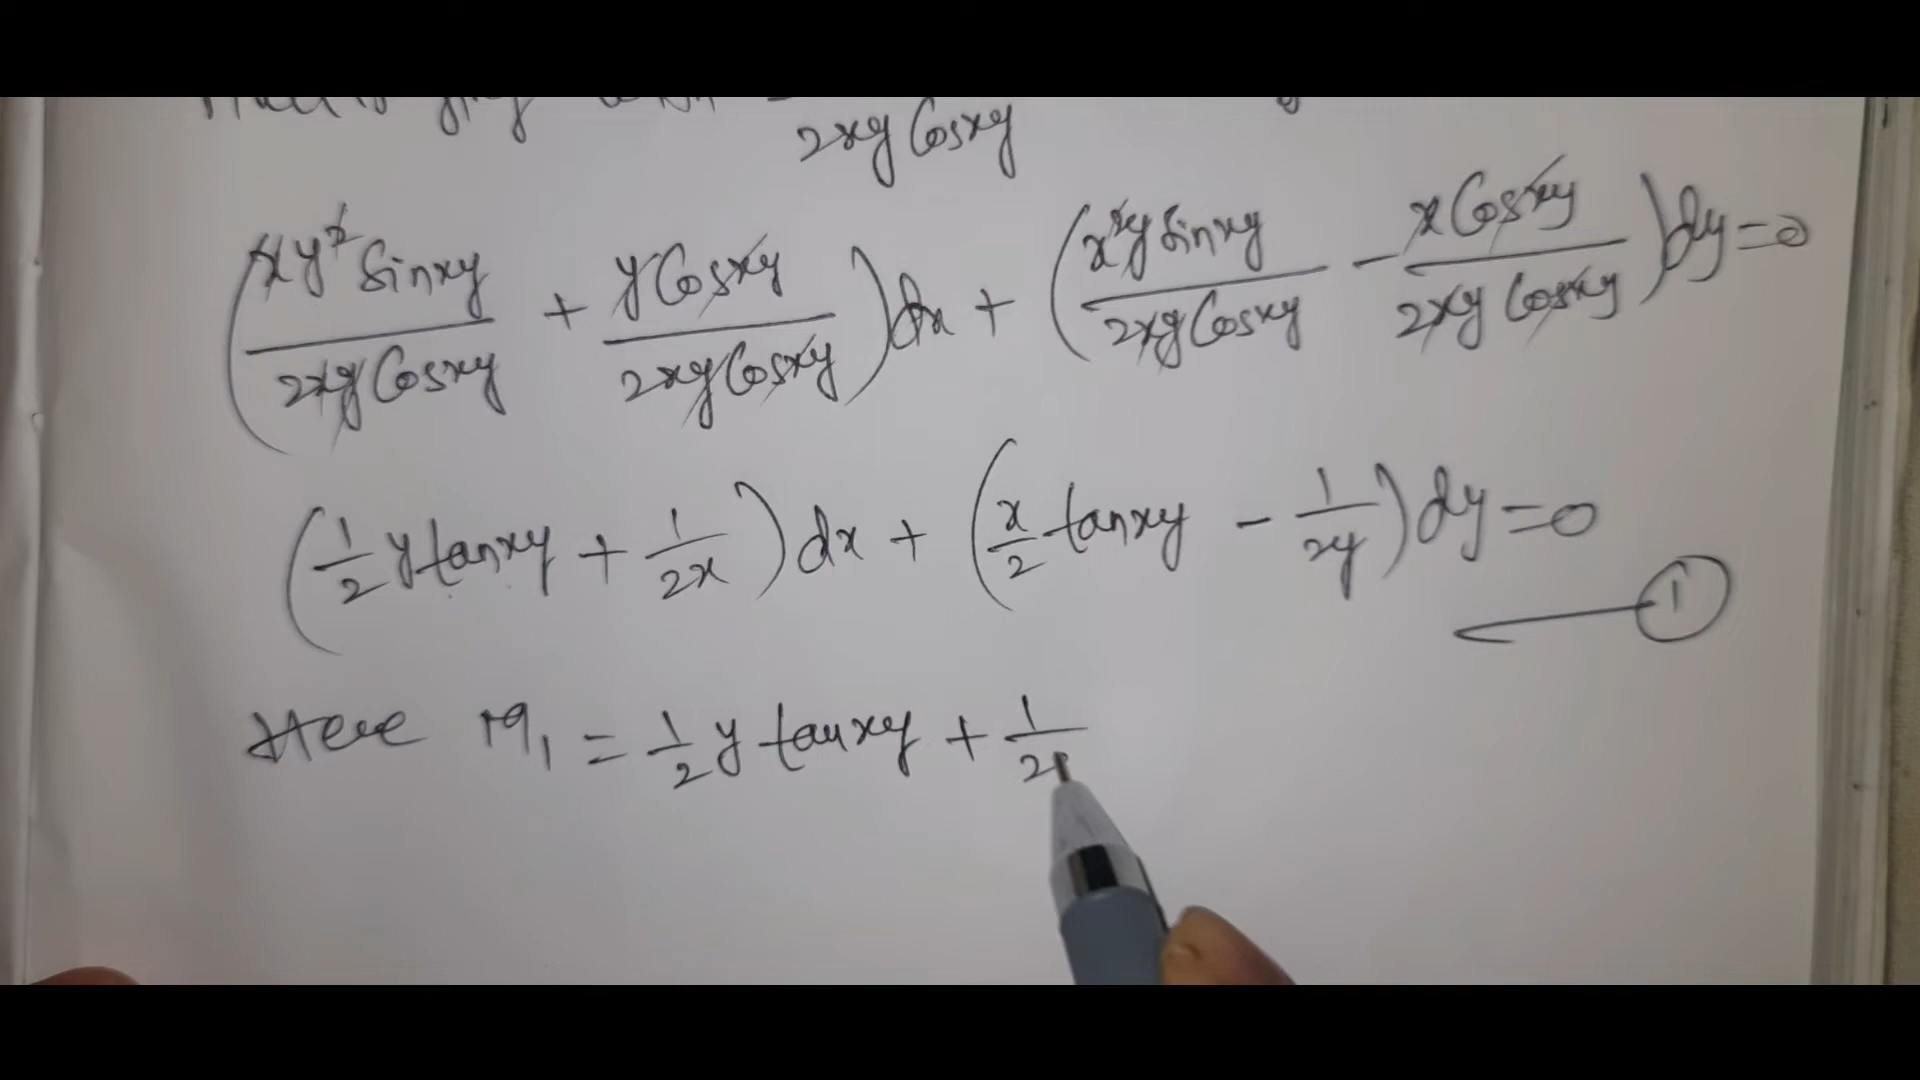 2xy Cosxy
(xy² Sinxy / 2xy Cosxy + y Cosxy / 2xy Cosxy) dx + (x²y Sinxy / 2xy Cosxy - x Cosxy / 2xy Cosxy) dy = 0
(1/2 y tanxy + 1/2x) dx + (x/2 tanxy - 1/2y) dy = 0
①
Here M₁ = 1/2 y tanxy + 1/2